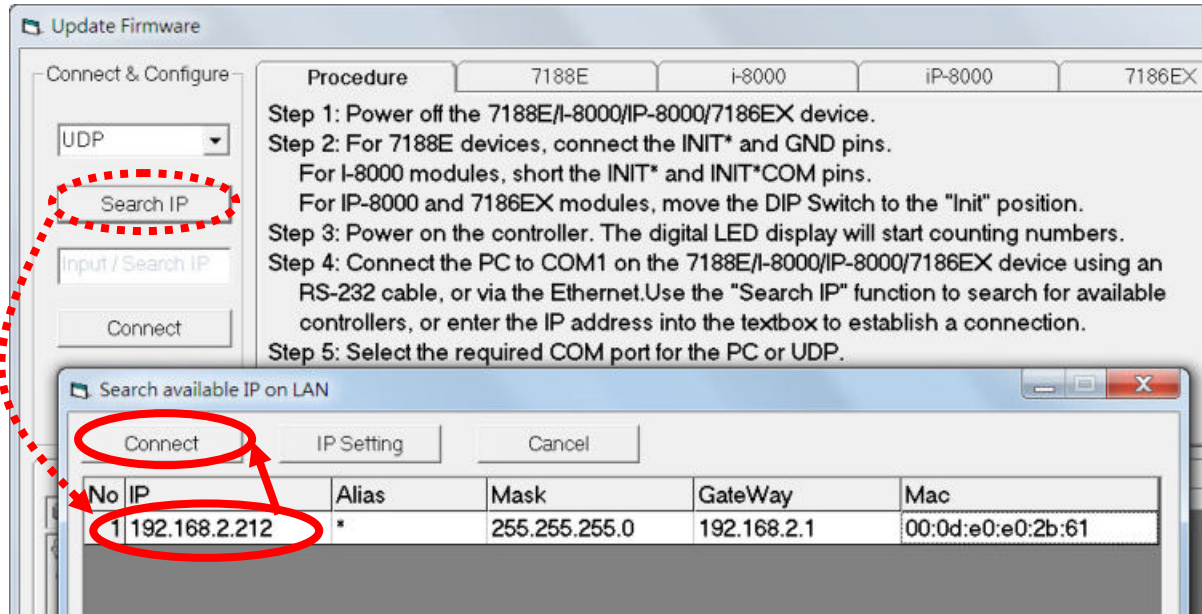 Update Firmware
Connect & Configure
Procedure 7188E i-8000 iP-8000 7186EX
UDP
Search IP
Input / Search IP
Connect
Step 1: Power off the 7188E/I-8000/IP-8000/7186EX device.
Step 2: For 7188E devices, connect the INIT* and GND pins.
For I-8000 modules, short the INIT* and INIT*COM pins.
For IP-8000 and 7186EX modules, move the DIP Switch to the "Init" position.
Step 3: Power on the controller. The digital LED display will start counting numbers.
Step 4: Connect the PC to COM1 on the 7188E/I-8000/IP-8000/7186EX device using an
RS-232 cable, or via the Ethernet.Use the "Search IP" function to search for available
controllers, or enter the IP address into the textbox to establish a connection.
Step 5: Select the required COM port for the PC or UDP.
Search available IP on LAN
Connect IP Setting Cancel
No IP Alias Mask GateWay Mac
1 192.168.2.212 * 255.255.255.0 192.168.2.1 00:0d:e0:e0:2b:61